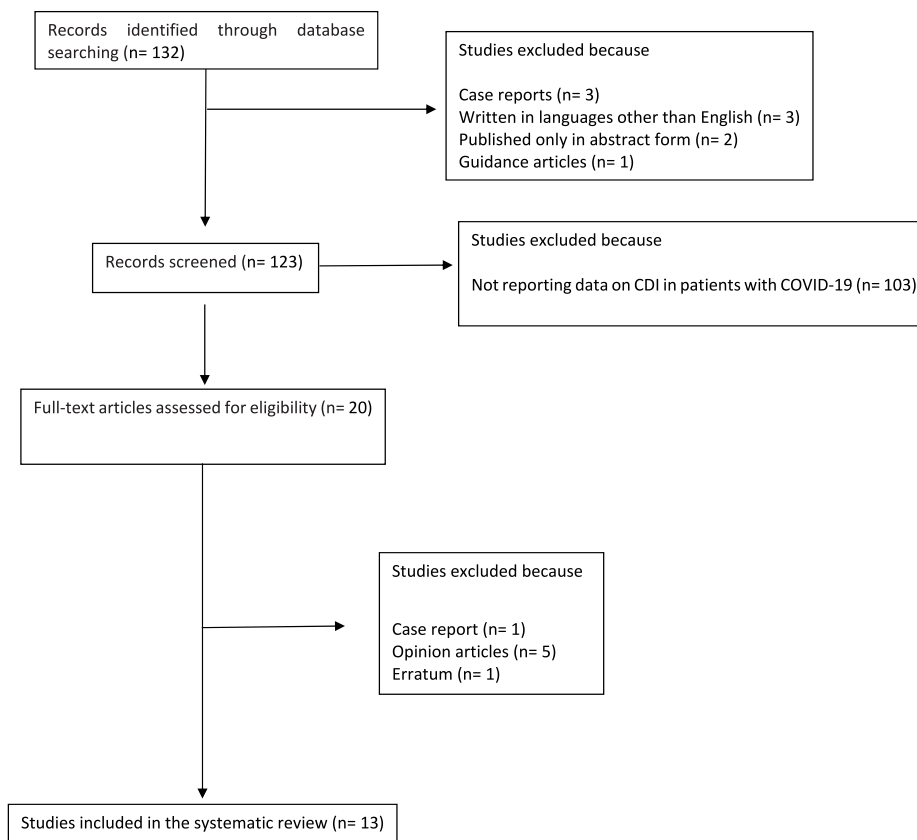 Records identified through database
searching (n= 132)
Studies excluded because
Case reports (n= 3)
Written in languages other than English (n= 3)
Published only in abstract form (n= 2)
Guidance articles (n= 1)
Records screened (n= 123)
Studies excluded because
Not reporting data on CDI in patients with COVID-19 (n= 103)
Full-text articles assessed for eligibility (n= 20)
Studies excluded because
Case report (n= 1)
Opinion articles (n= 5)
Erratum (n= 1)
Studies included in the systematic review (n= 13)